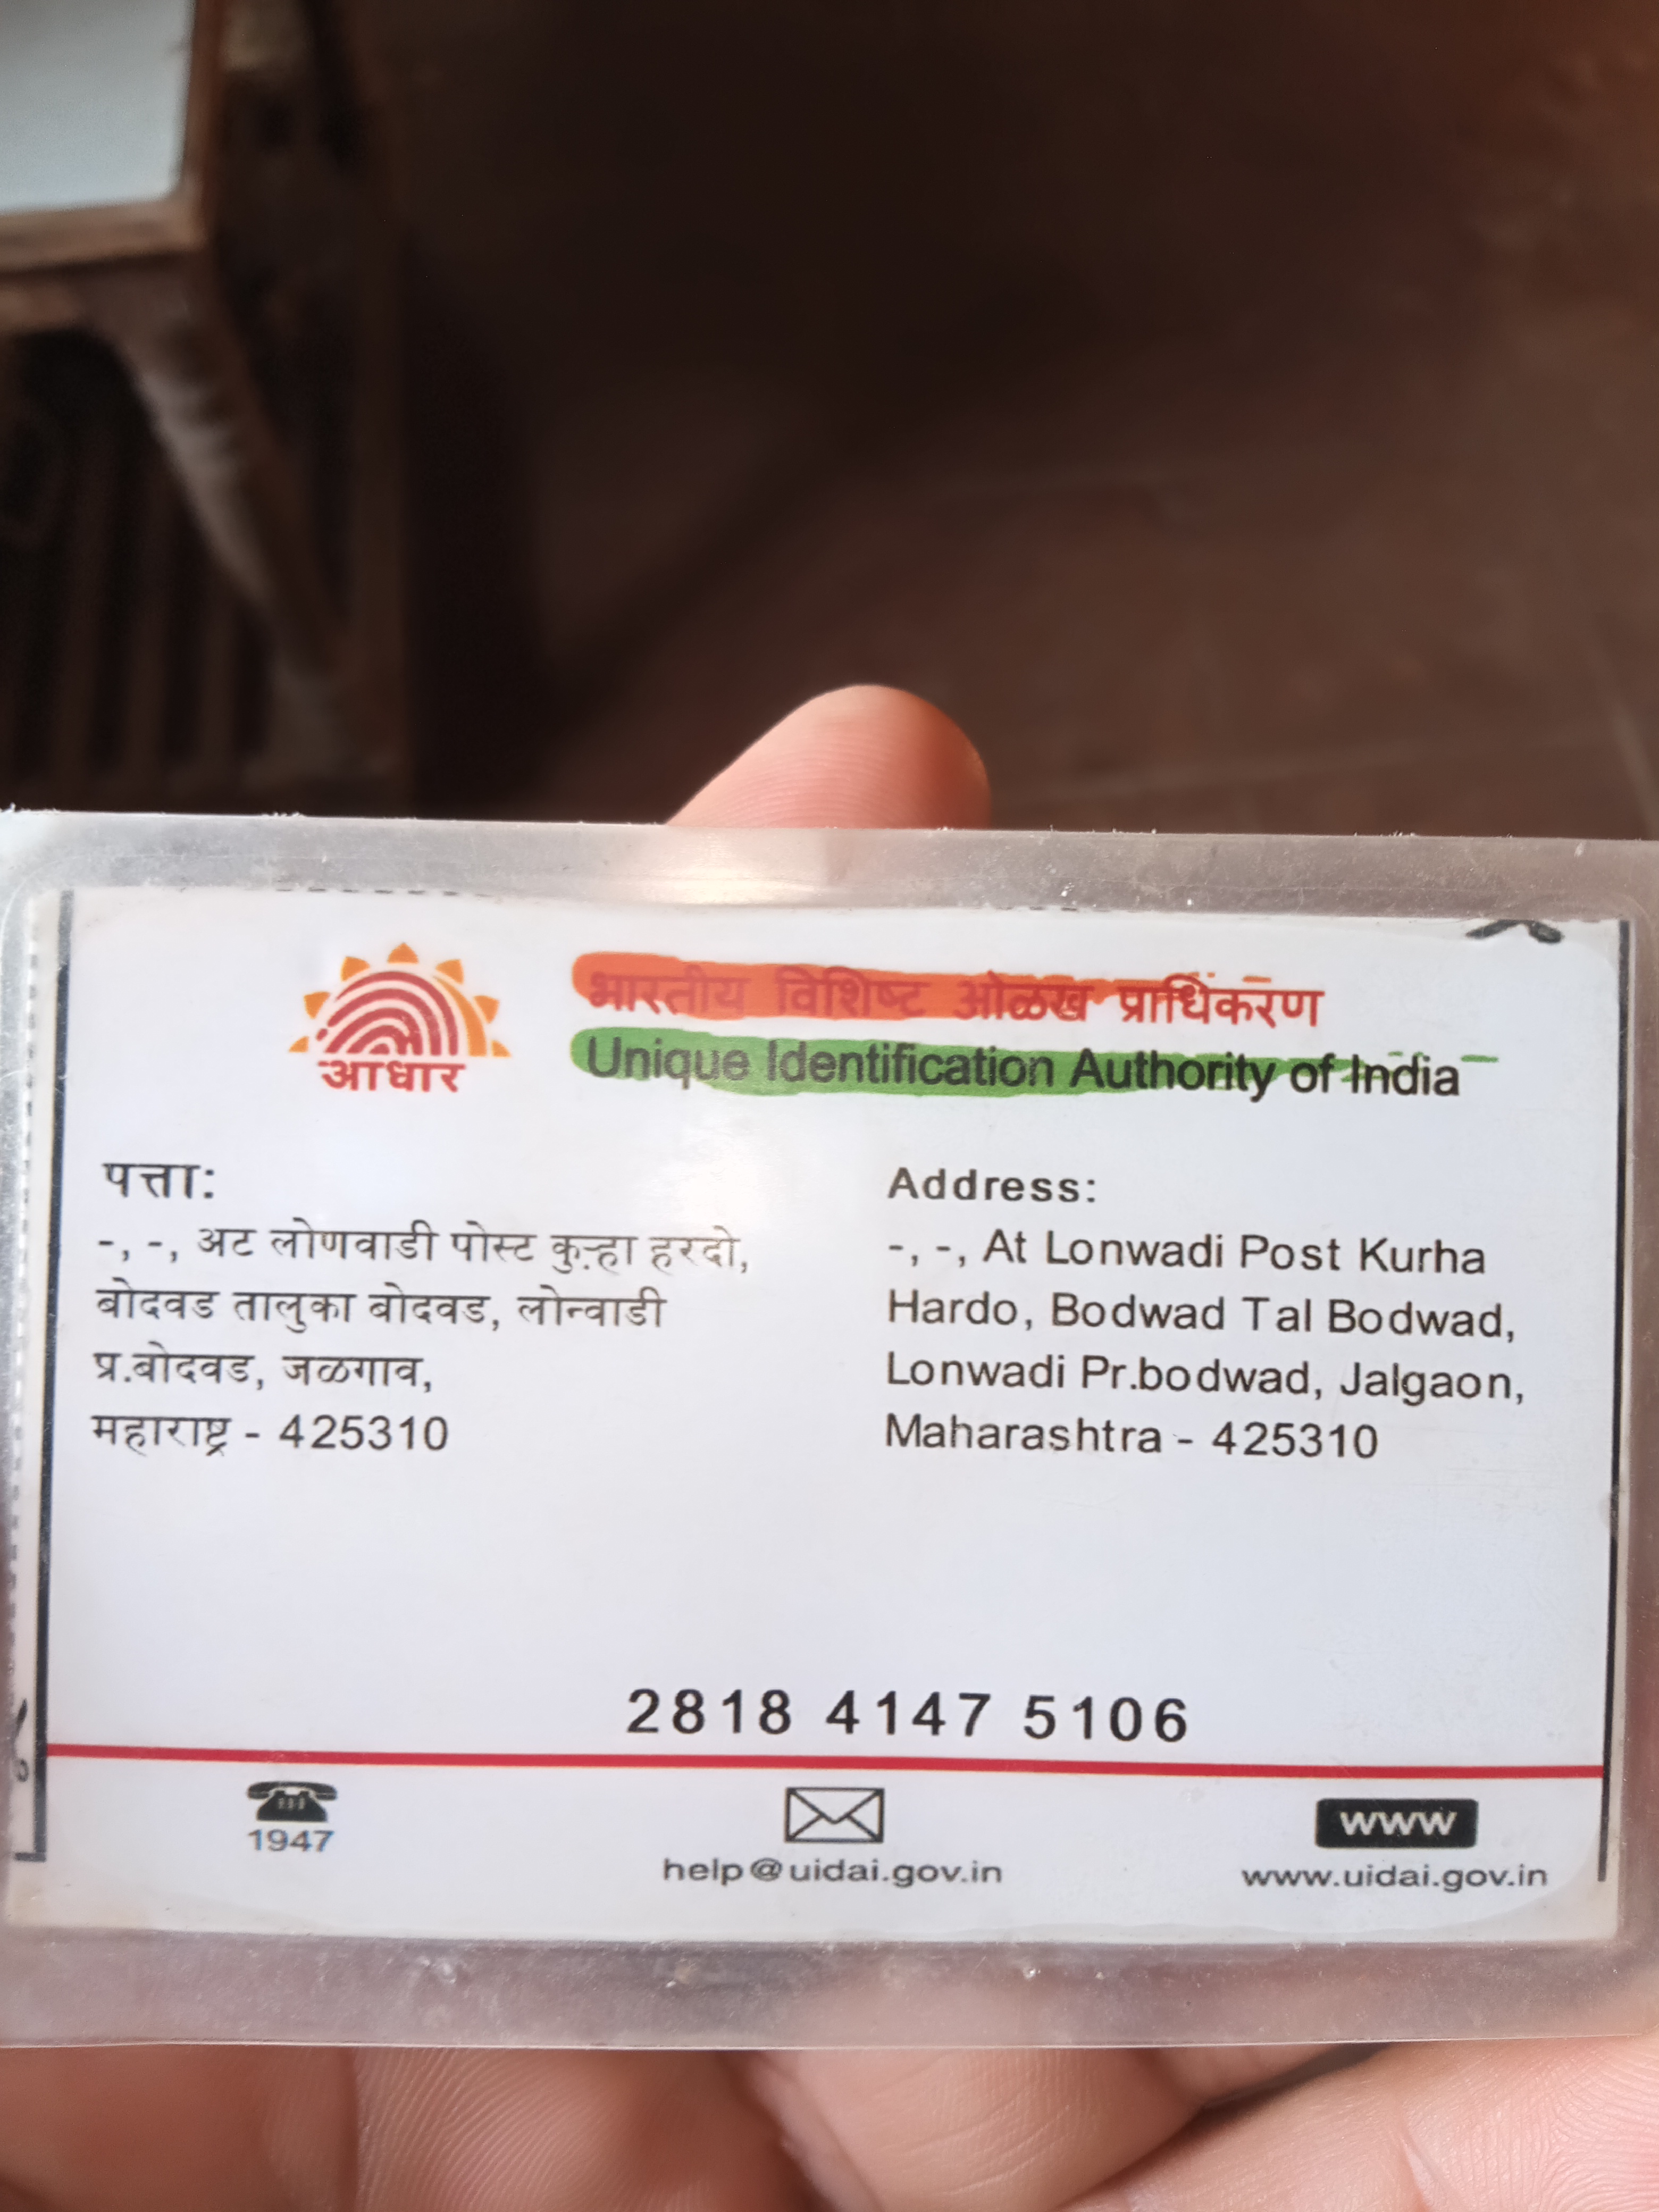 आधार
भारतीय विशिष्ट ओळख प्राधिकरण
Unique Identification Authority of India
पत्ता:
-, -, अट लोणवाडी पोस्ट कुऱ्हा हरदो,
बोदवड तालुका बोदवड, लोन्वाडी
प्र.बोदवड, जळगाव,
महाराष्ट्र - 425310
Address:
-, -, At Lonwadi Post Kurha
Hardo, Bodwad Tal Bodwad,
Lonwadi Pr.bodwad, Jalgaon,
Maharashtra - 425310
2818 4147 5106
1947
help@uidai.gov.in
www
www.uidai.gov.in